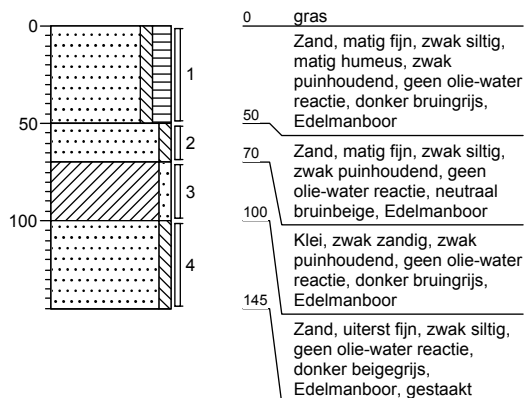 0
50
100
1
2
3
4
0 gras
Zand, matig fijn, zwak siltig,
matig humeus, zwak
puinhoudend, geen olie-water
reactie, donker bruingrijs,
Edelmanboor
50
Zand, matig fijn, zwak siltig,
zwak puinhoudend, geen
olie-water reactie, neutraal
bruinbeige, Edelmanboor
70
Klei, zwak zandig, zwak
puinhoudend, geen olie-water
reactie, donker bruingrijs,
Edelmanboor
100
Zand, uiterst fijn, zwak siltig,
geen olie-water reactie,
donker beigegrijs,
Edelmanboor, gestaakt
145